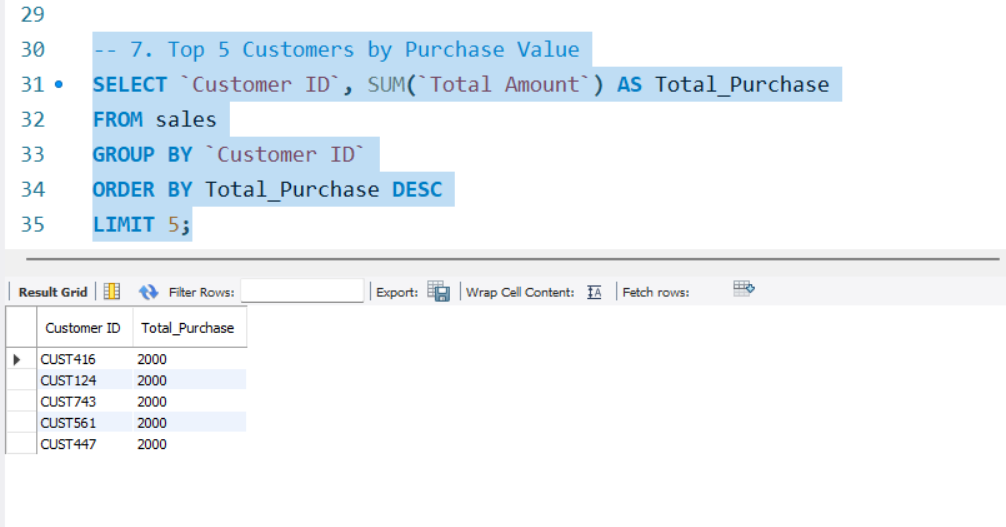 29
30 -- 7. Top 5 Customers by Purchase Value
31 SELECT `Customer ID`, SUM(`Total Amount`) AS Total_Purchase
32 FROM sales
33 GROUP BY `Customer ID`
34 ORDER BY Total_Purchase DESC
35 LIMIT 5;
Result Grid Filter Rows: Export: Wrap Cell Content: IA Fetch rows:
Customer ID Total_Purchase
CUST416 2000
CUST124 2000
CUST743 2000
CUST561 2000
CUST447 2000